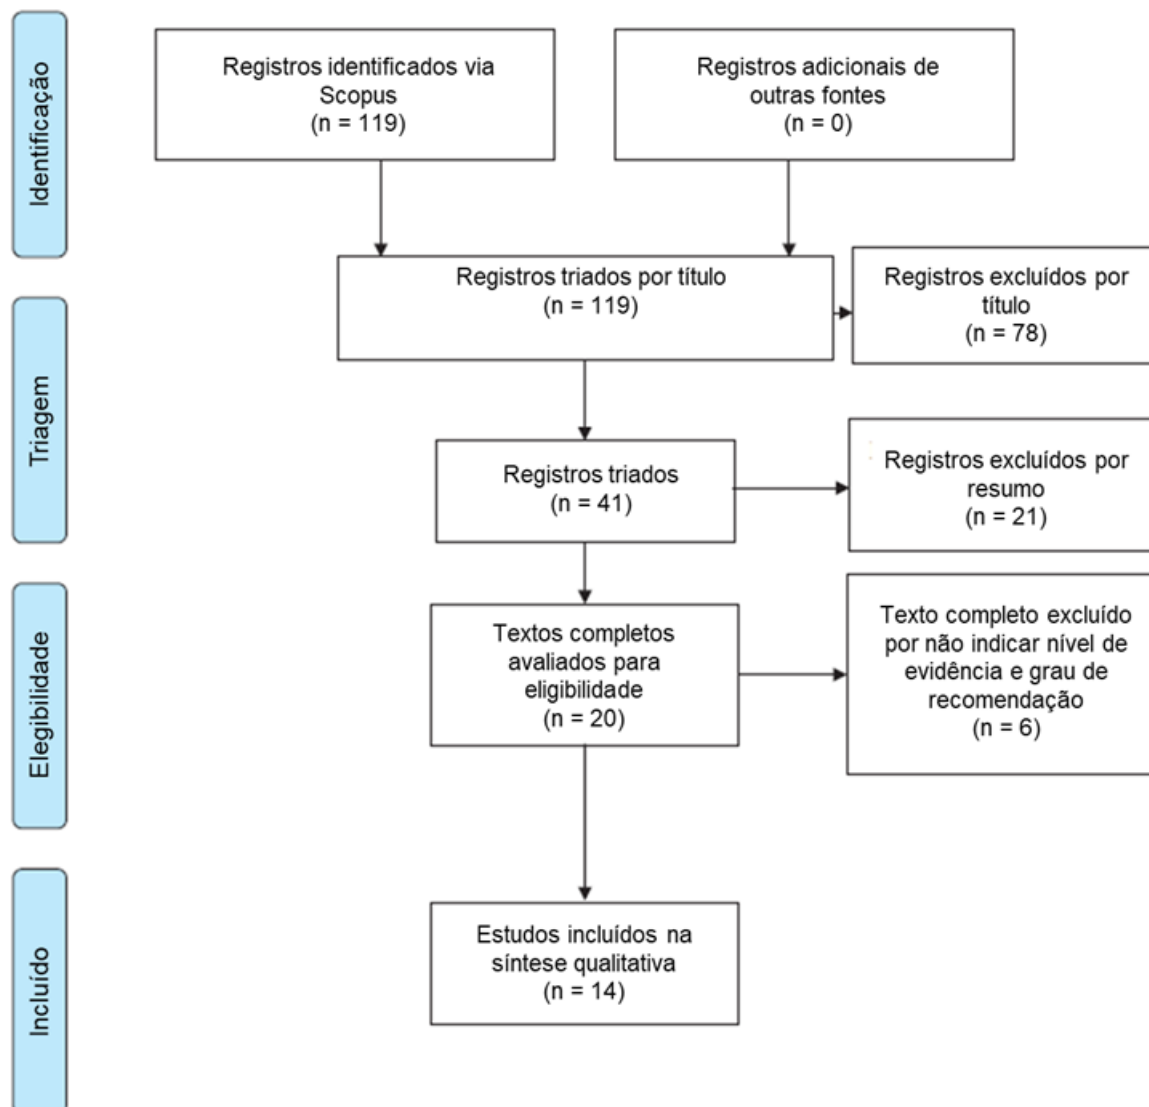 Identificação
Registros identificados via
Scopus
(n = 119)
Registros adicionais de
outras fontes
(n = 0)
Triagem
Registros triados por título
(n = 119)
Registros excluídos por
título
(n = 78)
Registros triados
(n = 41)
Registros excluídos por
resumo
(n = 21)
Elegibilidade
Textos completos
avaliados para
eligibilidade
(n = 20)
Texto completo excluído
por não indicar nível de
evidência e grau de
recomendação
(n = 6)
Incluído
Estudos incluídos na
síntese qualitativa
(n = 14)